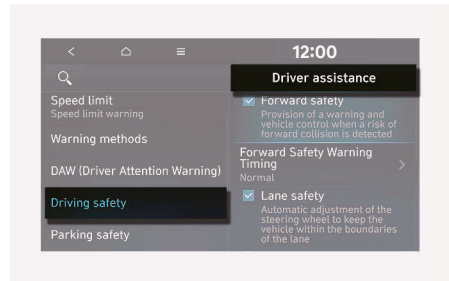 12:00
Driver assistance
Speed limit
Speed limit warning
Warning methods
DAW (Driver Attention Warning)
Driving safety
Parking safety
Forward safety
Provision of a warning and
vehicle control when a risk of
forward collision is detected
Forward Safety Warning
Timing
Normal
Lane safety
Automatic adjustment of the
steering wheel to keep the
vehicle within the boundaries
of the lane